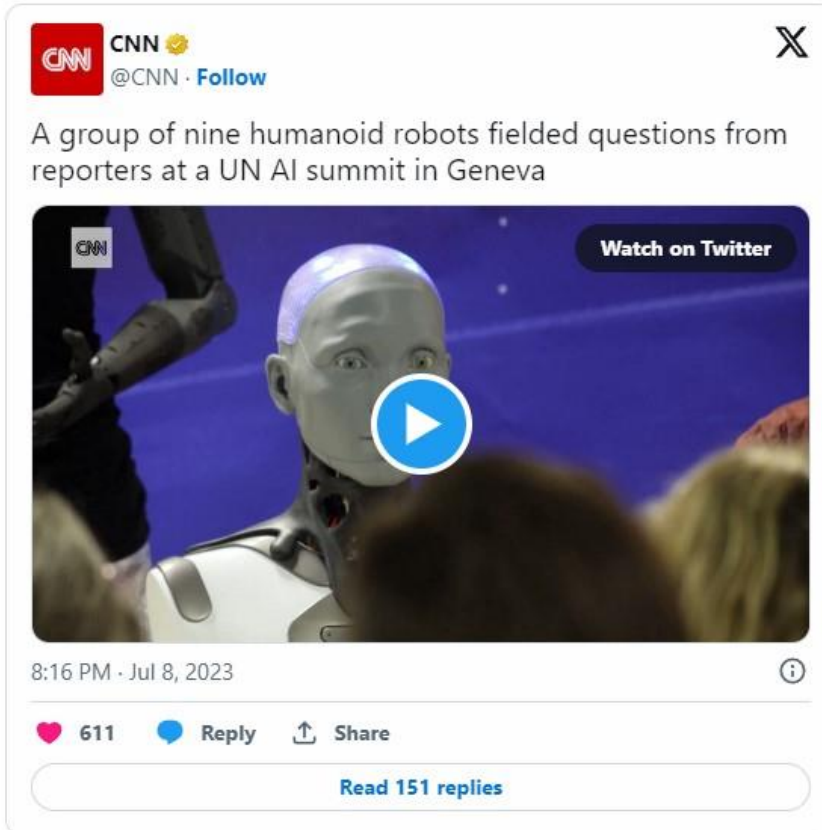 CNN
CNN
@CNN · Follow
A group of nine humanoid robots fielded questions from
reporters at a UN AI summit in Geneva
CNN
Watch on Twitter
8:16 PM · Jul 8, 2023
611 Reply Share
Read 151 replies